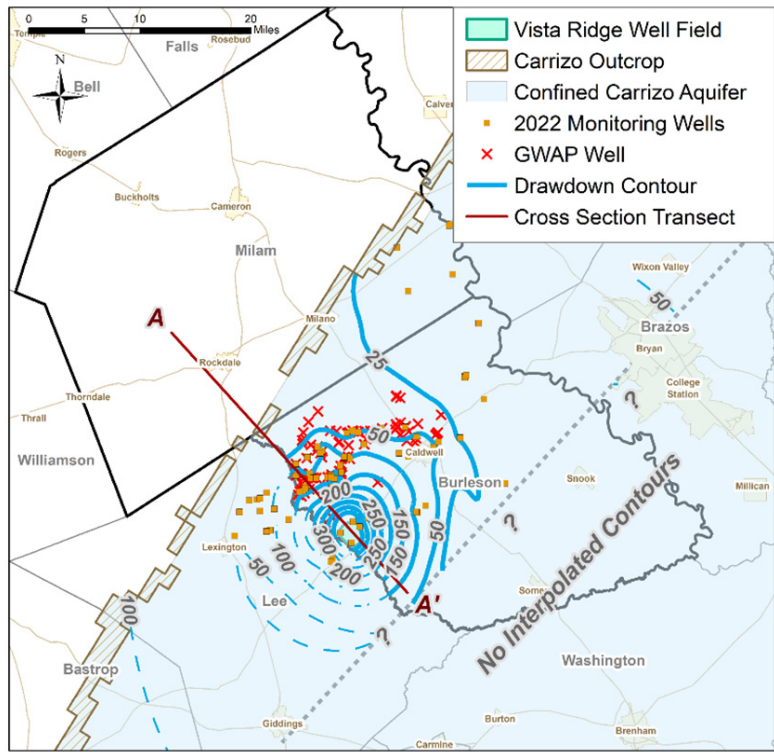 0 10 20
Miles
Temple
Falls
Rosebud
N
Bell
Calvert
Rogers
Buckholts
Cameron
Milam
A
Milano
Rockdale
Thorndale
Thrall
Williamson
Vista Ridge Well Field
Carrizo Outcrop
Confined Carrizo Aquifer
2022 Monitoring Wells
GWAP Well
Drawdown Contour
Cross Section Transect
Wixon Valley
50
Brazos
Bryan
College
Station
25
?
50
Caldwell
Burleson
Snook
Millican
200
250
150
50
300
250
150
200
?
Lexington
100
50
Lee
A'
?
100
No Interpolated Contours
Some
Washington
Bastrop
Giddings
Burton
Carmine
Brenham